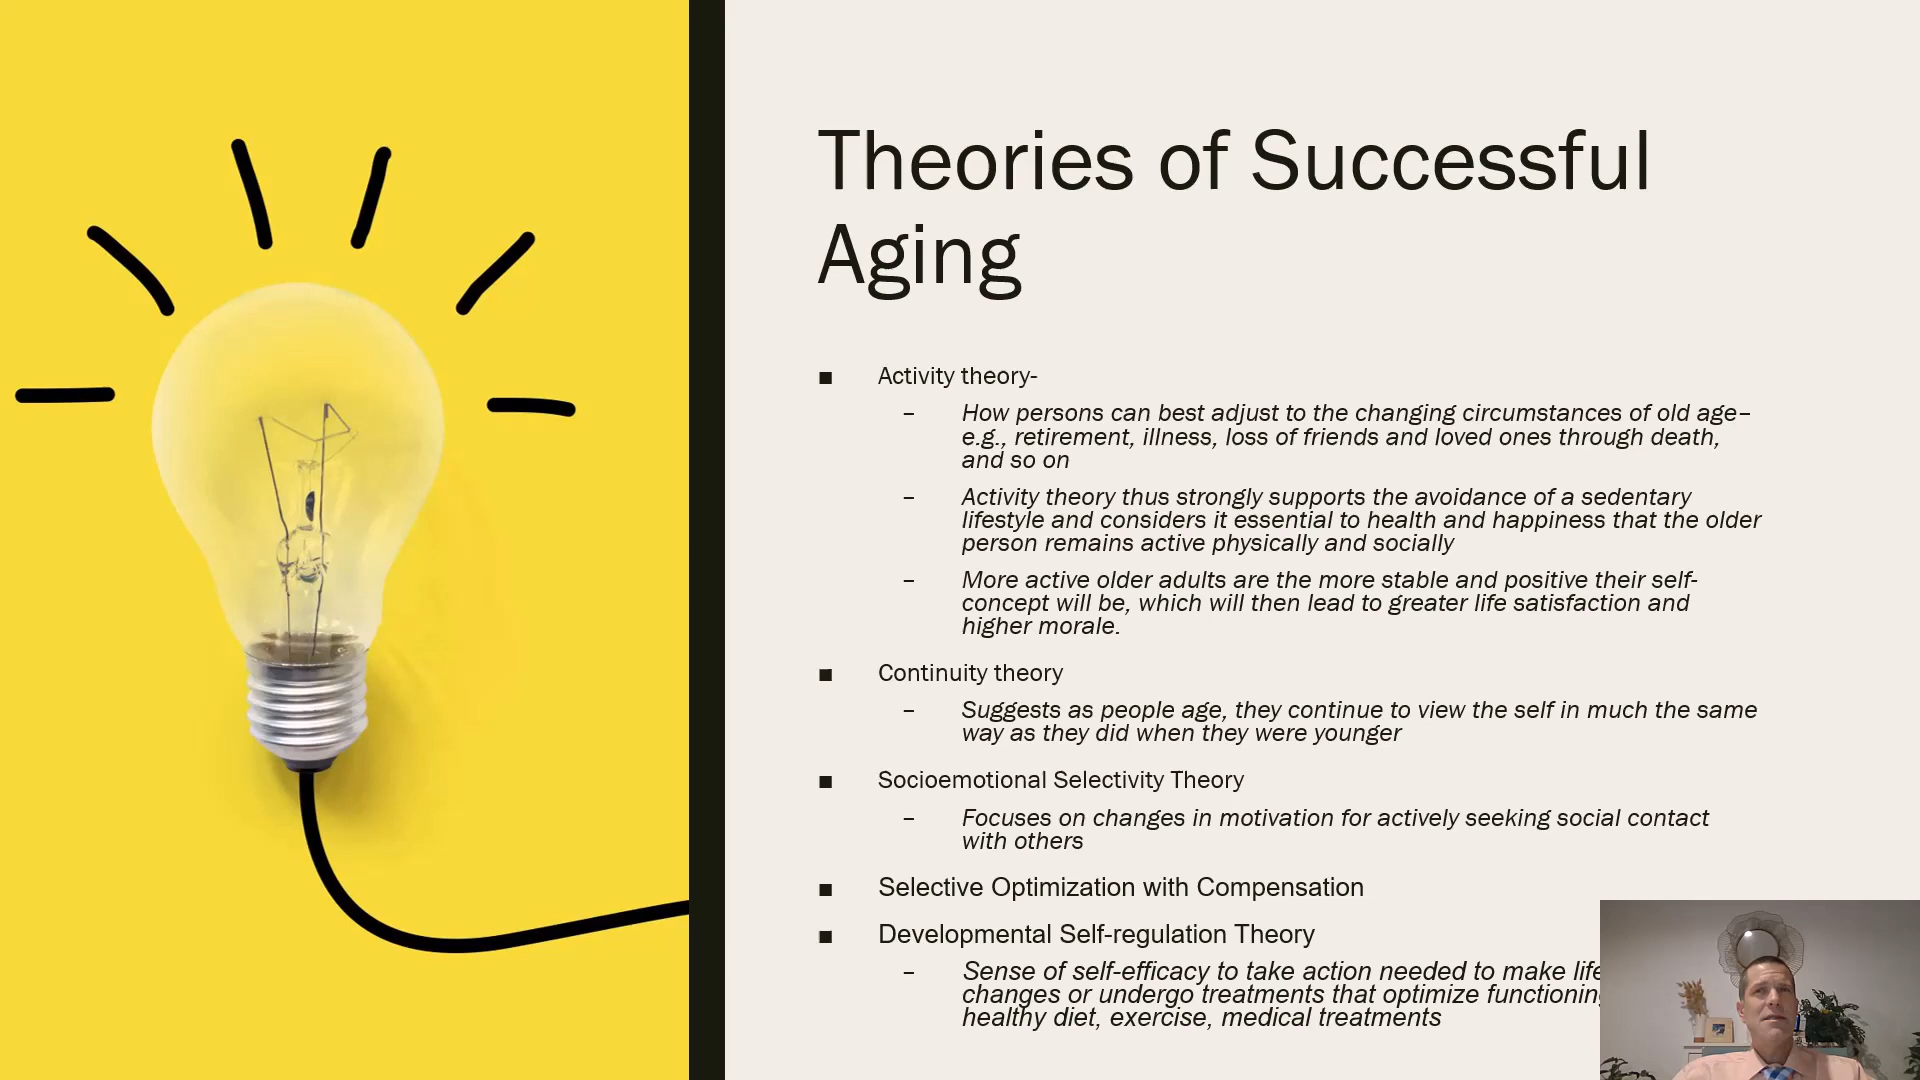 Theories of Successful
Aging
■ Activity theory-
– How persons can best adjust to the changing circumstances of old age–
e.g., retirement, illness, loss of friends and loved ones through death,
and so on
– Activity theory thus strongly supports the avoidance of a sedentary
lifestyle and considers it essential to health and happiness that the older
person remains active physically and socially
– More active older adults are the more stable and positive their self-
concept will be, which will then lead to greater life satisfaction and
higher morale.
■ Continuity theory
– Suggests as people age, they continue to view the self in much the same
way as they did when they were younger
■ Socioemotional Selectivity Theory
– Focuses on changes in motivation for actively seeking social contact
with others
■ Selective Optimization with Compensation
■ Developmental Self-regulation Theory
– Sense of self-efficacy to take action needed to make life
changes or undergo treatments that optimize functioning
healthy diet, exercise, medical treatments